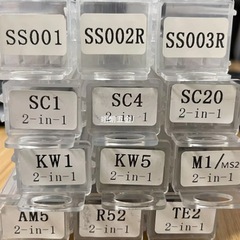 SS001 SS002R SS003R
SC1 SC4 SC20
2-in-1 2-in-1 2-in-1
KW1 KW5 M1/MS2
2-in-1 2-in-1 2-in-1
AM5 R52 TE2
2-in-1 2-in-1 2-in-1